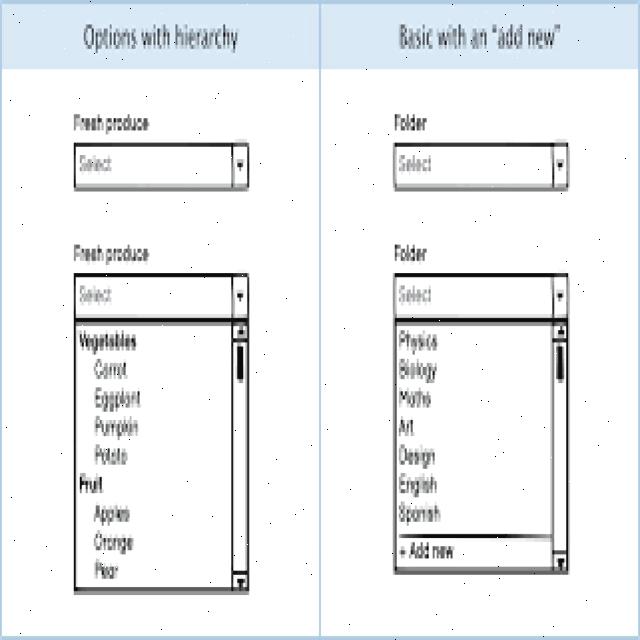 Options with hierarchy
Fresh produce
Select
Fresh produce
Select
Vegetables
Carrot
Eggplant
Pumpkin
Potato
Fruit
Apples
Orange
Pear
Basic with an "add new"
Folder
Select
Folder
Select
Physics
Biology
Maths
Art
Design
English
Spanish
+ Add new